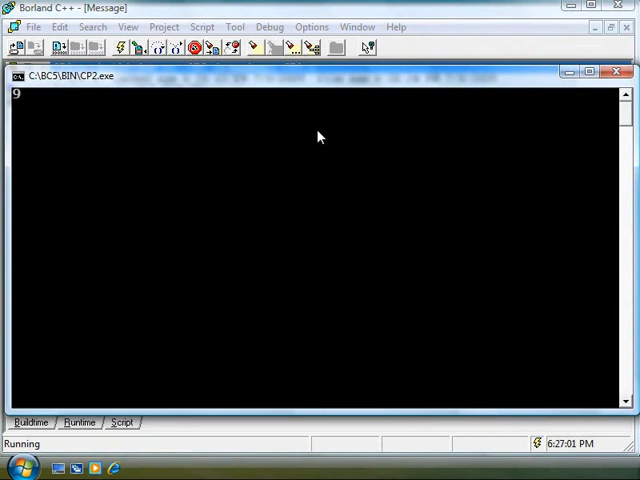 Borland C++ - [Message]
File Edit Search View Project Script Tool Debug Options Window Help
C:\BC5\BIN\CP2.exe
9
Buildtime Runtime Script
Running
6:27:01 PM